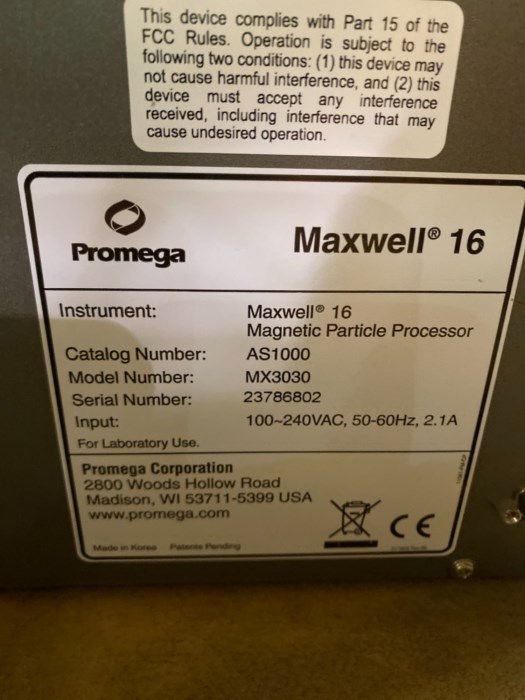 This device complies with Part 15 of the
FCC Rules. Operation is subject to the
following two conditions: (1) this device may
not cause harmful interference, and (2) this
device must accept any interference
received, including interference that may
cause undesired operation.
Promega
Maxwell® 16
Instrument: Maxwell® 16
Magnetic Particle Processor
Catalog Number: AS1000
Model Number: MX3030
Serial Number: 23786802
Input: 100~240VAC, 50-60Hz, 2.1A
For Laboratory Use.
Promega Corporation
2800 Woods Hollow Road
Madison, WI 53711-5399 USA
www.promega.com
CE
Made in Korea Patents Pending